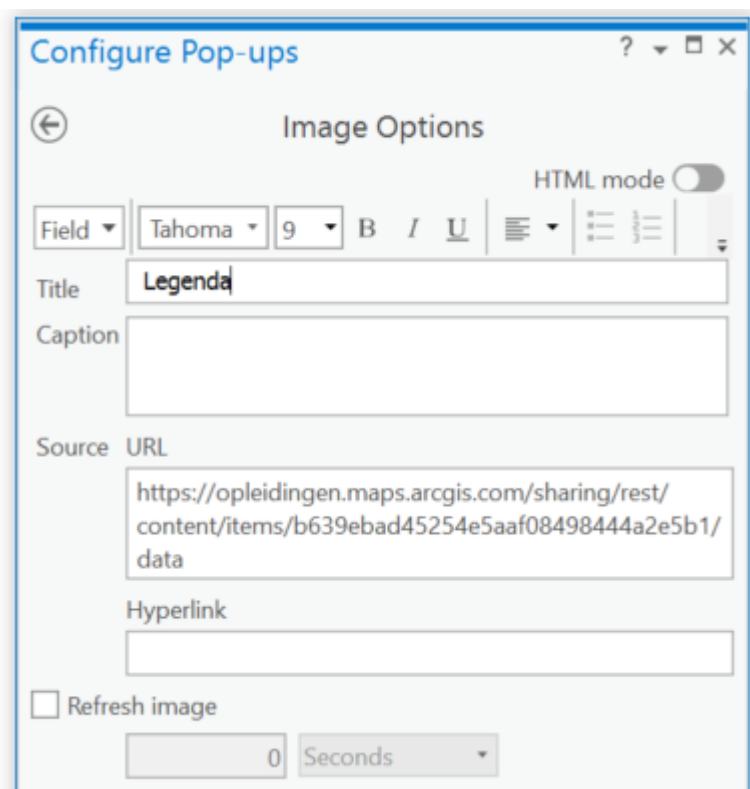 Configure Pop-ups ?
Image Options
HTML mode
Field Tahoma 9 B I U
Title Legenda
Caption
Source URL
https://opleidingen.maps.arcgis.com/sharing/rest/
content/items/b639ebad45254e5aaf08498444a2e5b1/
data
Hyperlink
Refresh image
0 Seconds